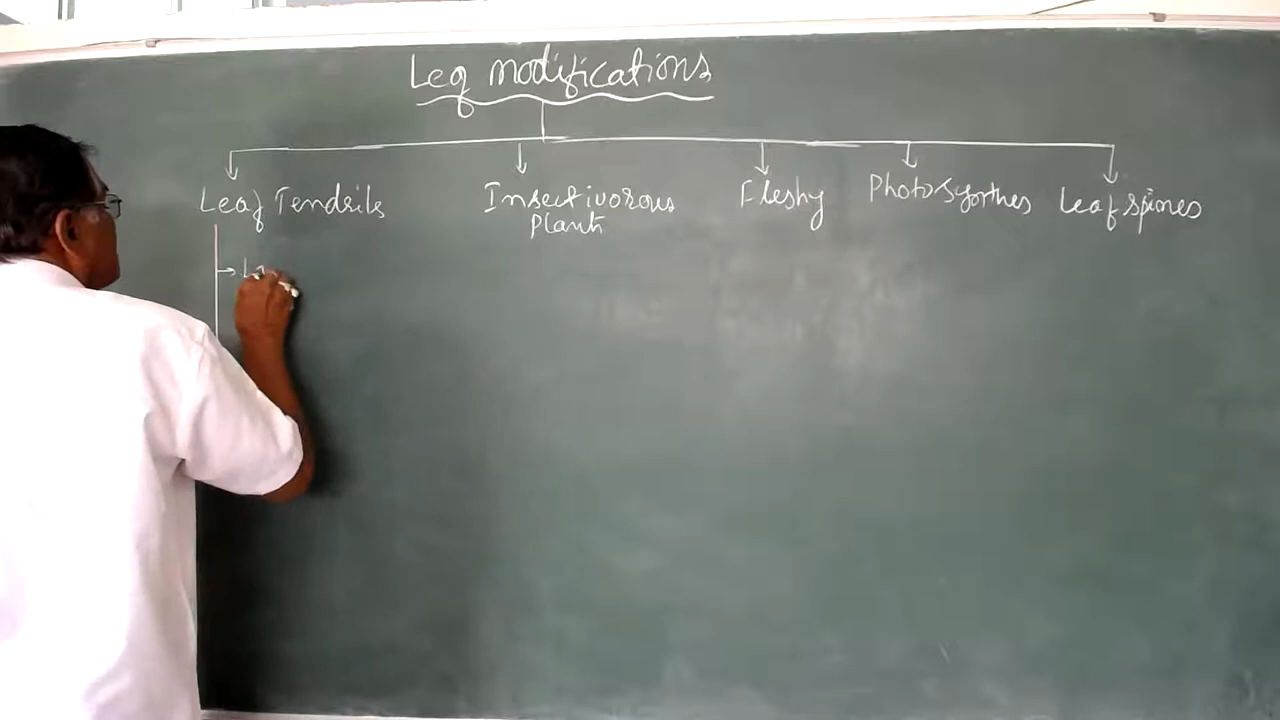 Leaf modifications
Leaf Tendrils
Insectivorous
Plants
Fleshy
Photosynthes
Leaf spines